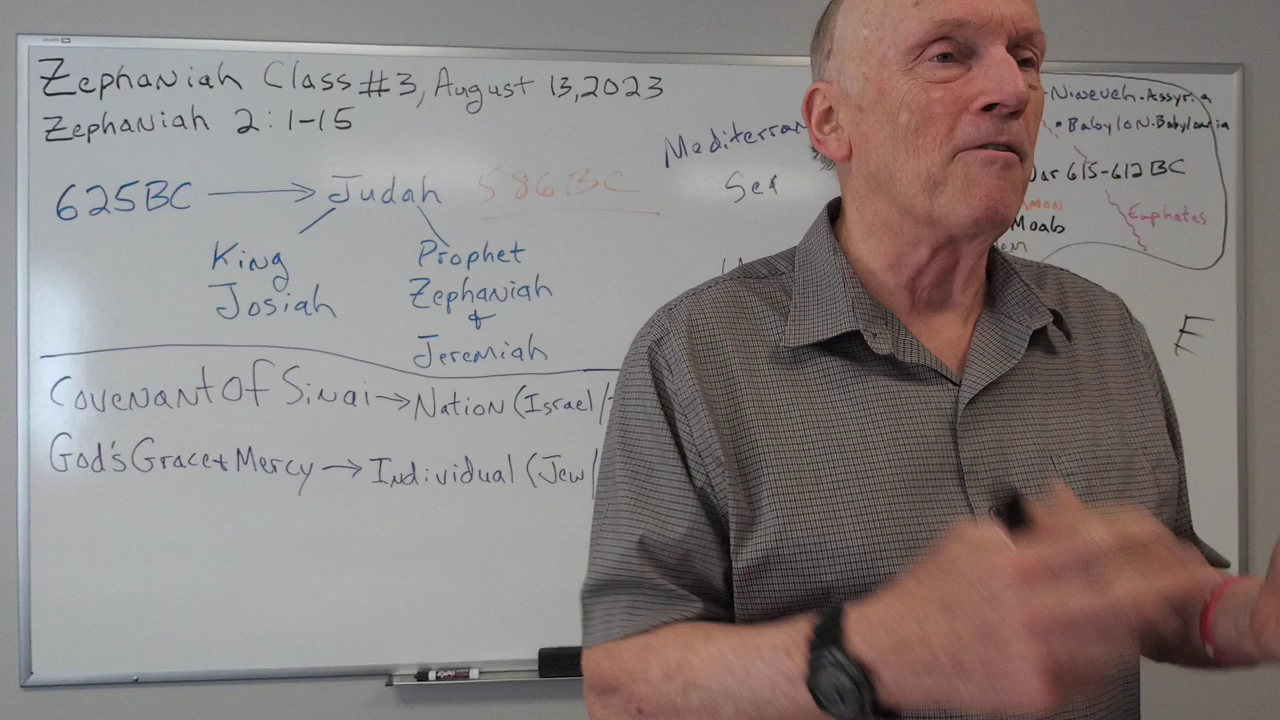 Zephaniah Class #3, August 13, 2023
Zephaniah 2:1-15
625BC → Judah 586BC
King Prophet
Josiah Zephaniah
+
Jeremiah
Covenant Of Sinai → Nation (Israel/
God's Grace + Mercy → Individual (Jew/
Mediterran
Sea
Nineveh-Assyria
• Babylon-Babylonia
615-612 BC
Euphates
Moab
E